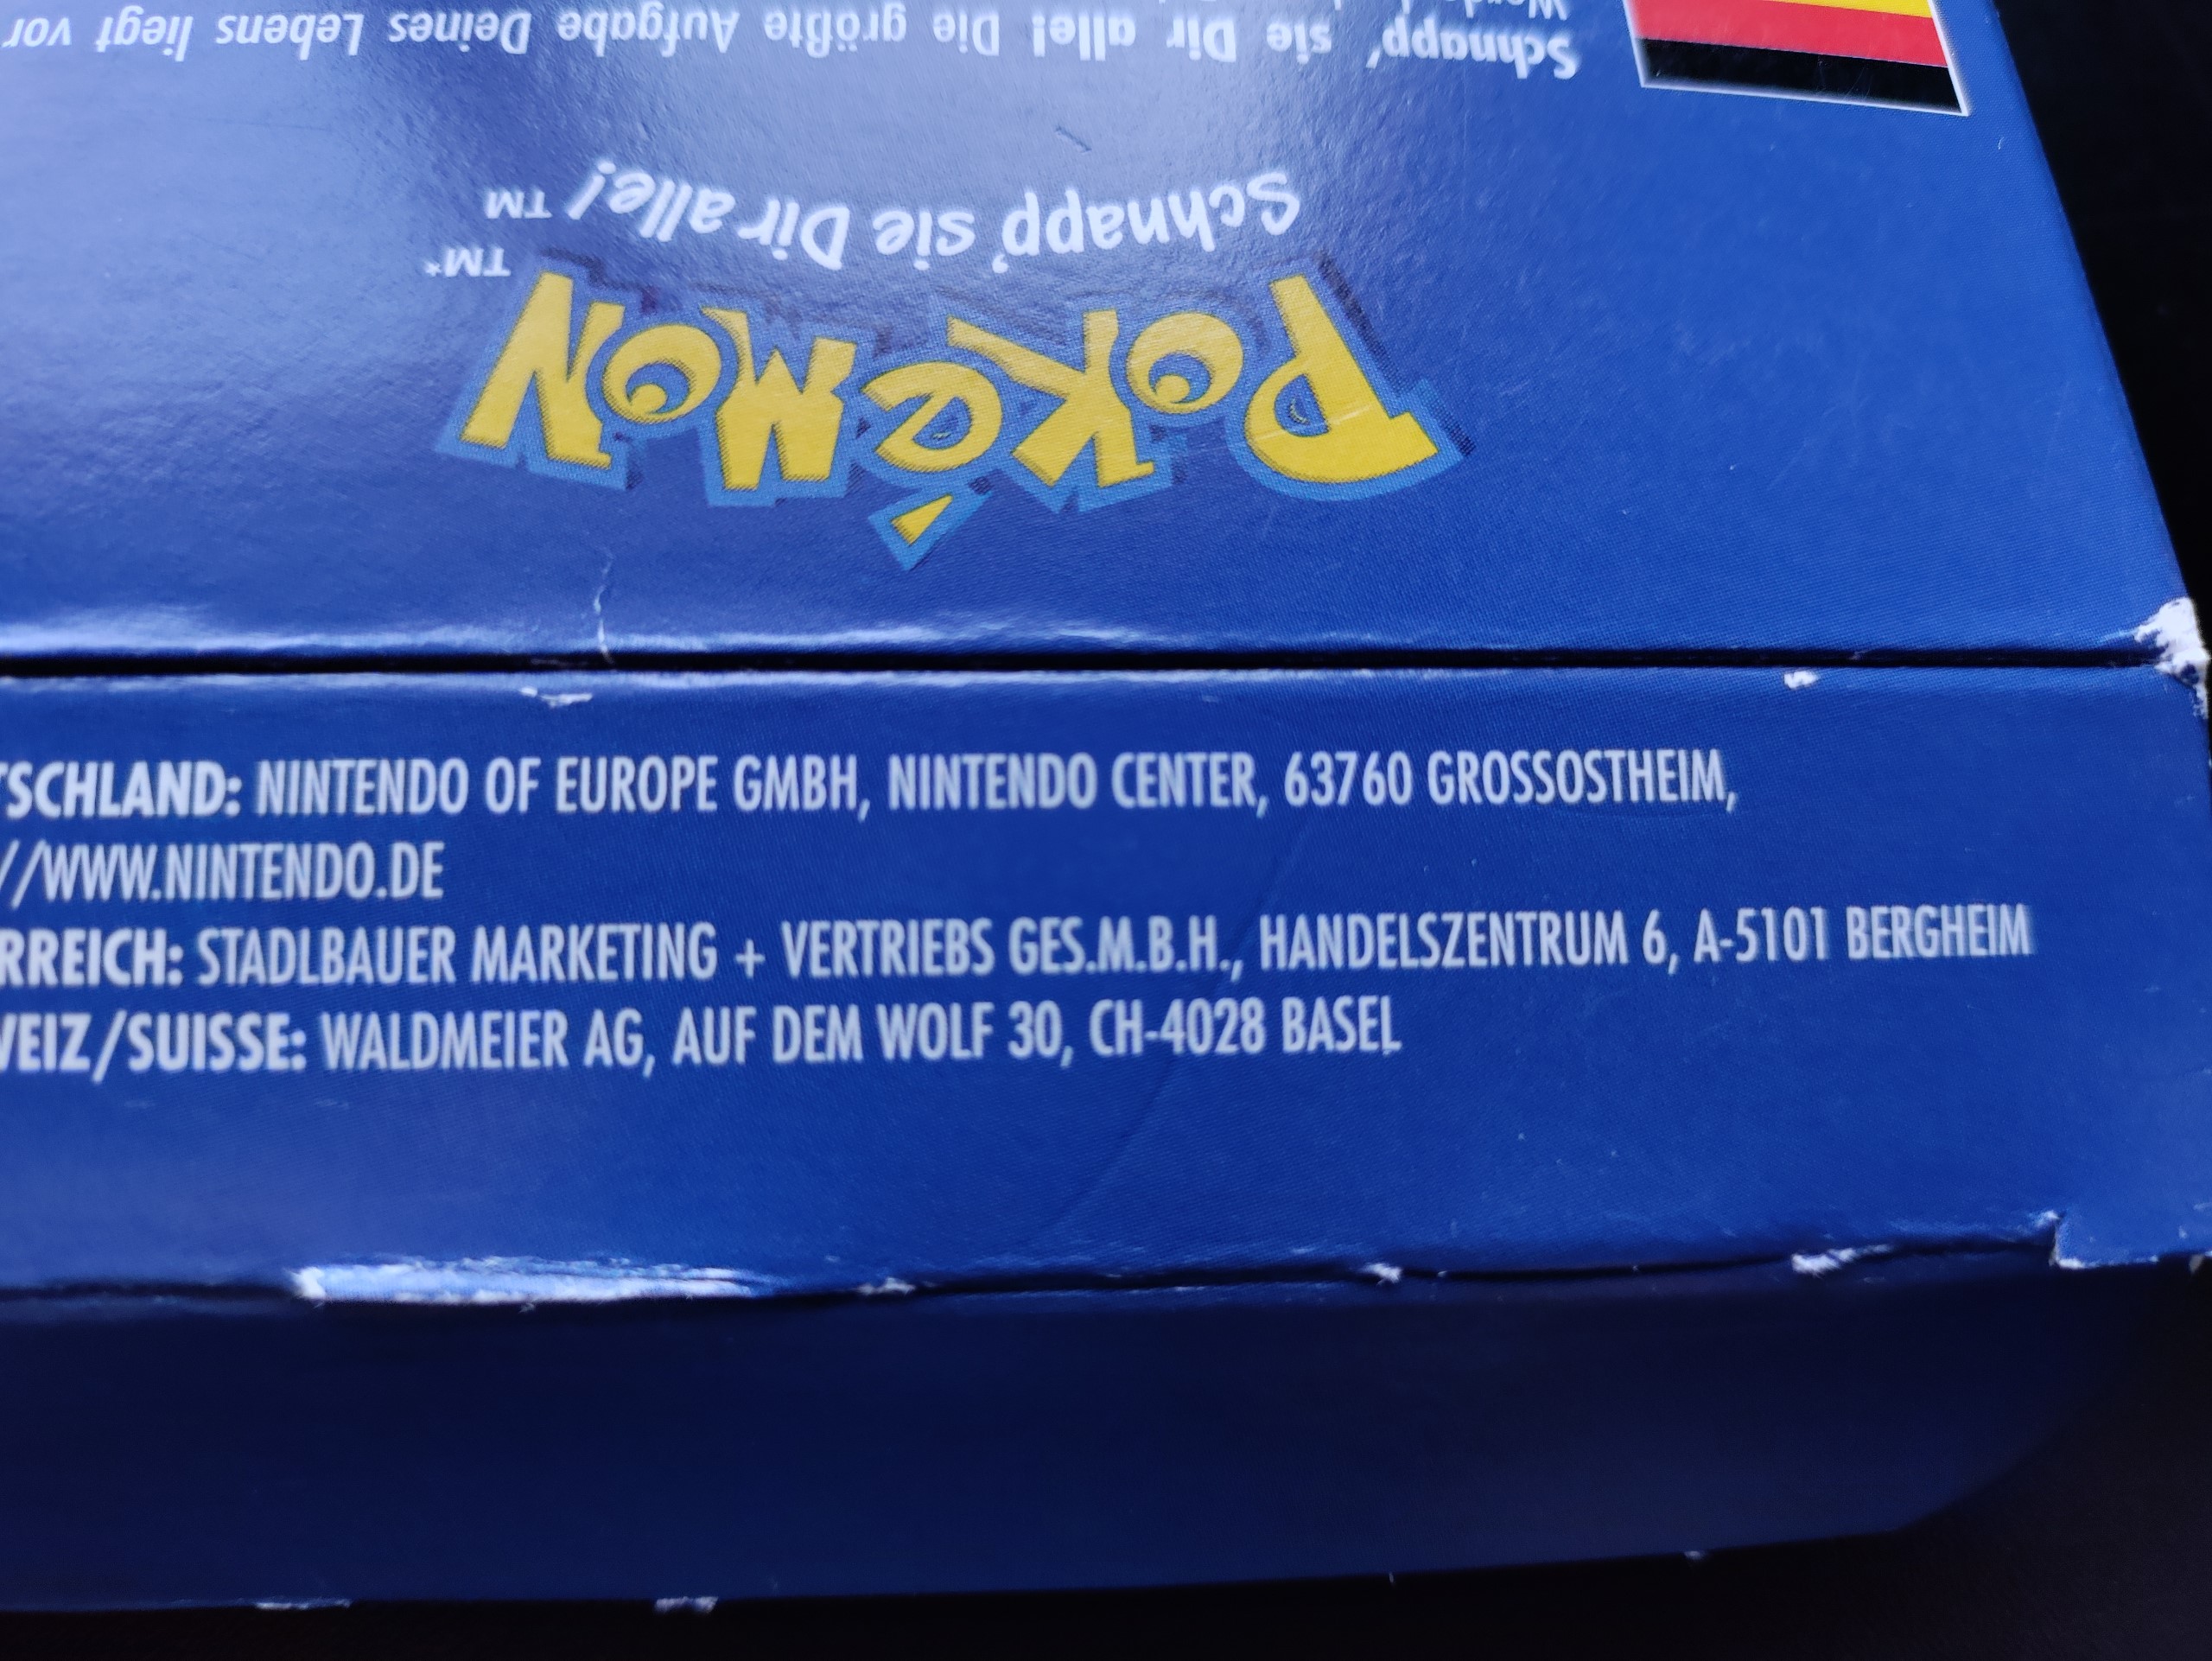 Schnapp' sie Dir alle! Die größte Aufgabe Deines Lebens liegt vor
Schnapp' sie Dir alle! TM
POKéMON TM*
TSCHLAND: NINTENDO OF EUROPE GMBH, NINTENDO CENTER, 63760 GROSSOSTHEIM,
//WWW.NINTENDO.DE
RREICH: STADLBAUER MARKETING + VERTRIEBS GES.M.B.H., HANDELSZENTRUM 6, A-5101 BERGHEIM
WEIZ/SUISSE: WALDMEIER AG, AUF DEM WOLF 30, CH-4028 BASEL